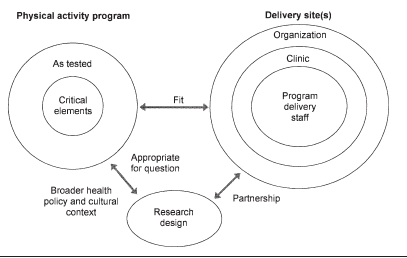 Physical activity program
Delivery site(s)
Organization
As tested
Clinic
Critical
elements
Program
delivery
staff
Fit
Appropriate
for question
Broader health
policy and cultural
context
Partnership
Research
design